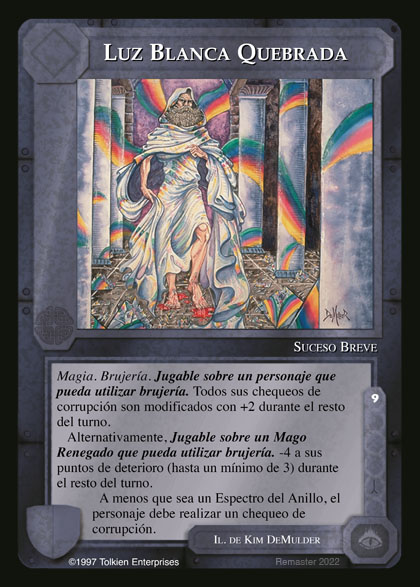 Luz Blanca Quebrada
DeMulder
Suceso Breve
Magia. Brujería. Jugable sobre un personaje que
pueda utilizar brujería. Todos sus chequeos de
corrupción son modificados con +2 durante el resto
del turno.
Alternativamente, Jugable sobre un Mago
Renegado que pueda utilizar brujería. -4 a sus
puntos de deterioro (hasta un mínimo de 3) durante
el resto del turno.
A menos que sea un Espectro del Anillo, el
personaje debe realizar un chequeo de
corrupción.
9
Il. de Kim DeMulder
©1997 Tolkien Enterprises
Remaster 2022